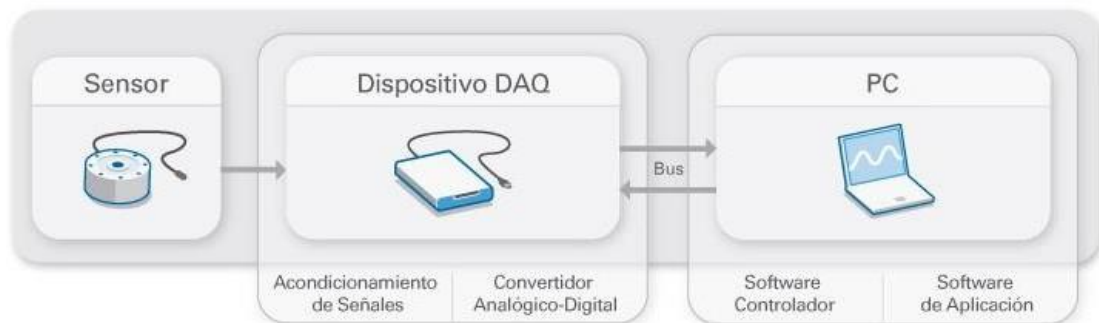 Sensor
Dispositivo DAQ
PC
Bus
Acondicionamiento
de Señales
Convertidor
Analógico-Digital
Software
Controlador
Software
de Aplicación